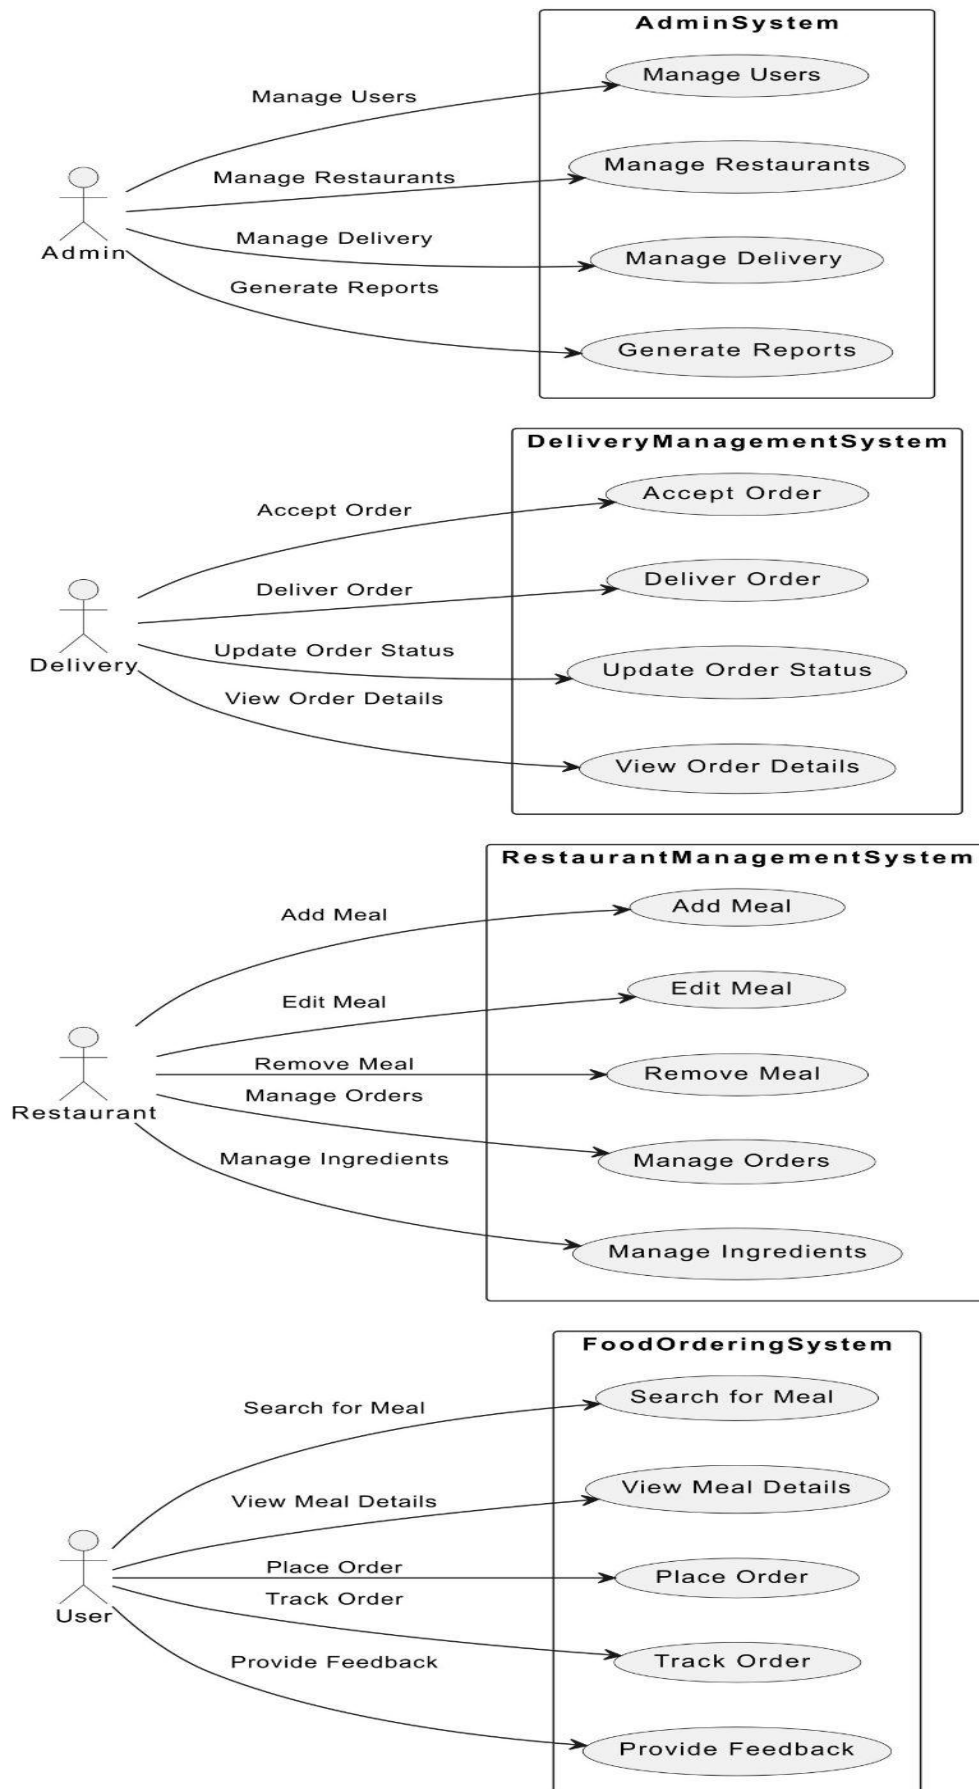 AdminSystem
Manage Users
Manage Users
Manage Restaurants
Manage Restaurants
Admin
Manage Delivery
Manage Delivery
Generate Reports
Generate Reports
DeliveryManagementSystem
Accept Order
Accept Order
Deliver Order
Deliver Order
Delivery
Update Order Status
Update Order Status
View Order Details
View Order Details
RestaurantManagementSystem
Add Meal
Add Meal
Edit Meal
Edit Meal
Remove Meal
Remove Meal
Restaurant
Manage Orders
Manage Orders
Manage Ingredients
Manage Ingredients
FoodOrderingSystem
Search for Meal
Search for Meal
View Meal Details
View Meal Details
Place Order
Place Order
User
Track Order
Track Order
Provide Feedback
Provide Feedback